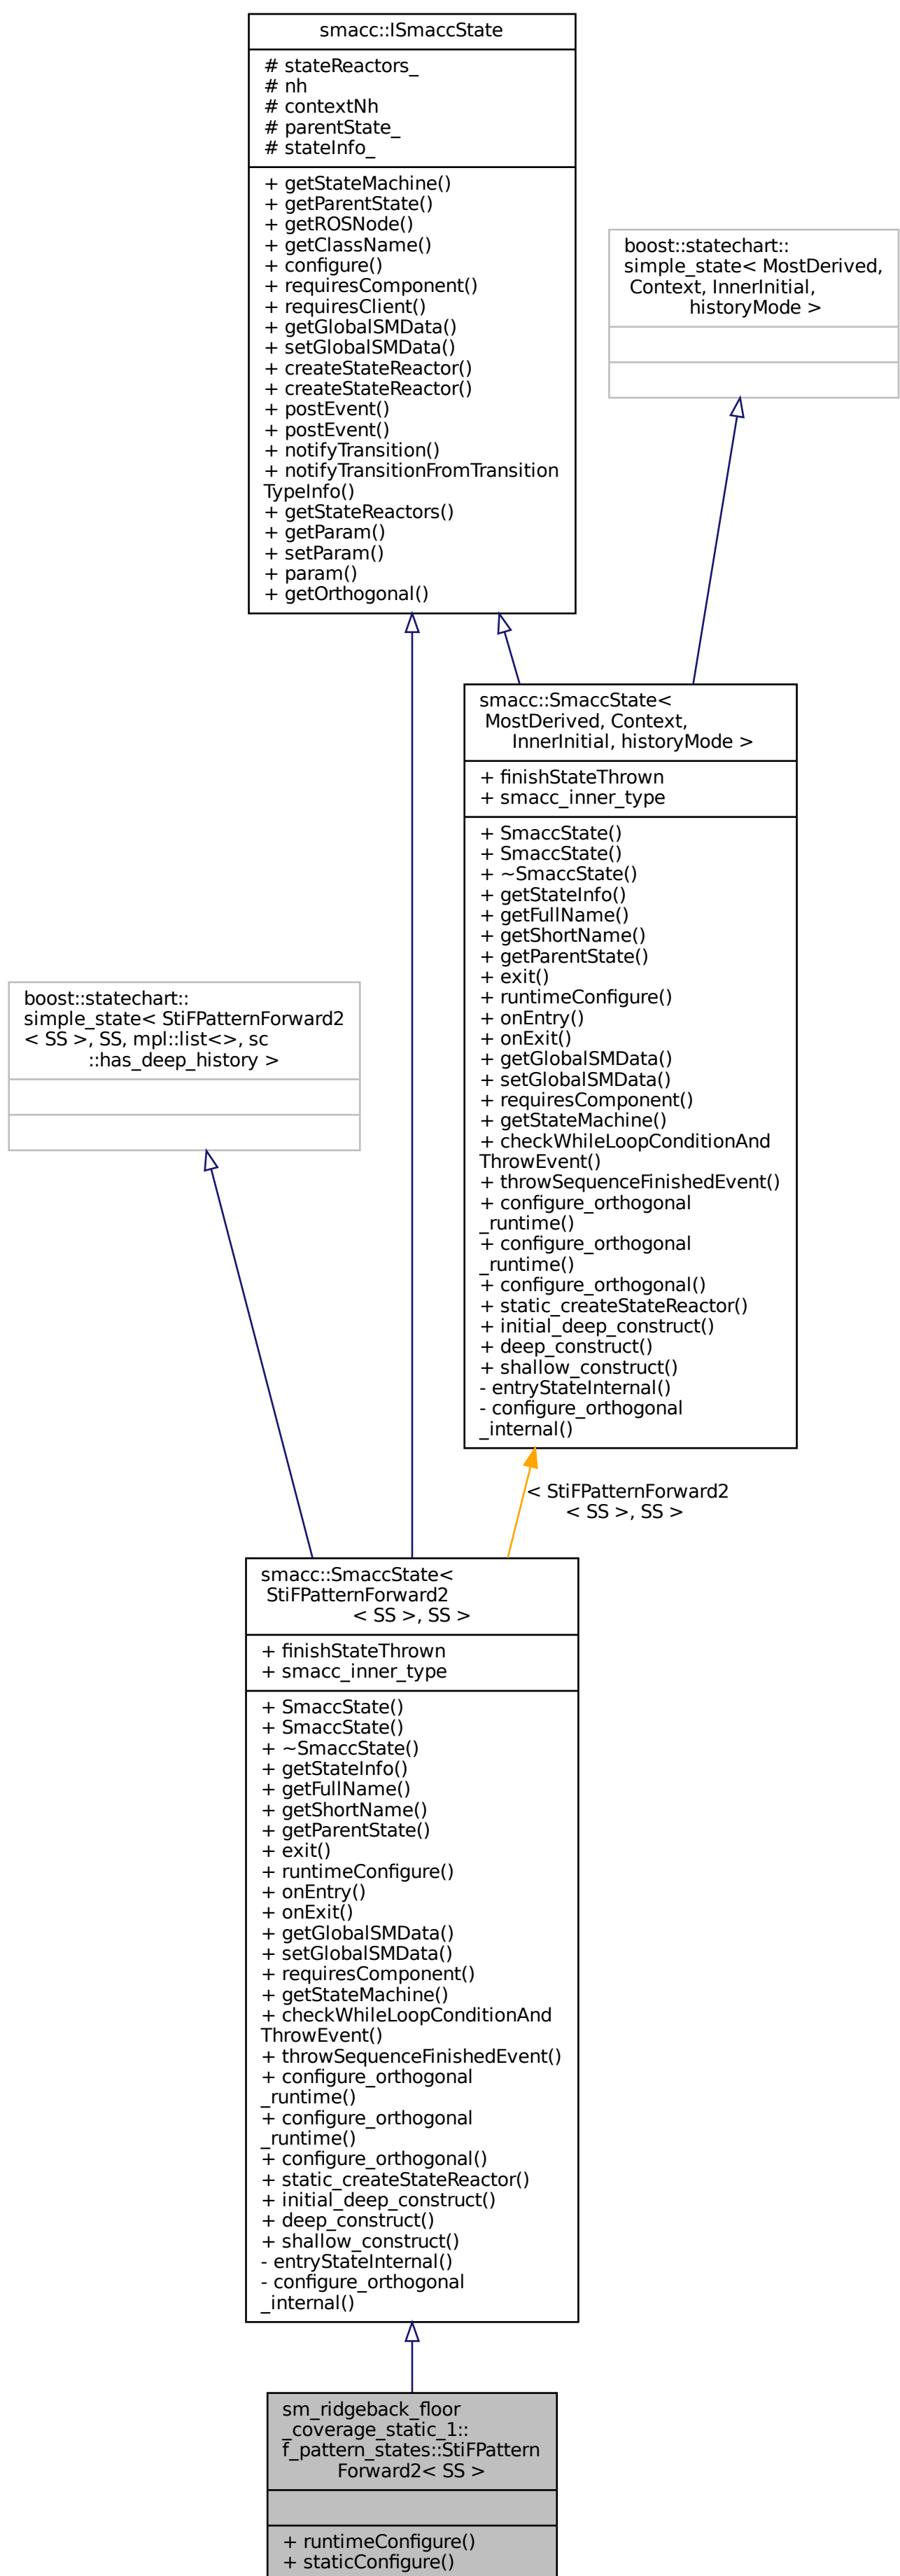 smacc::ISmaccState
# stateReactors_
# nh
# contextNh
# parentState_
# stateInfo_
+ getStateMachine()
+ getParentState()
+ getROSNode()
+ getClassName()
+ configure()
+ requiresComponent()
+ requiresClient()
+ getGlobalSMData()
+ setGlobalSMData()
+ createStateReactor()
+ createStateReactor()
+ postEvent()
+ postEvent()
+ notifyTransition()
+ notifyTransitionFromTransition
TypeInfo()
+ getStateReactors()
+ getParam()
+ setParam()
+ param()
+ getOrthogonal()
boost::statechart::
simple_state< MostDerived,
Context, InnerInitial,
historyMode >
smacc::SmaccState<
MostDerived, Context,
InnerInitial, historyMode >
+ finishStateThrown
+ smacc_inner_type
+ SmaccState()
+ SmaccState()
+ ~SmaccState()
+ getStateInfo()
+ getFullName()
+ getShortName()
+ getParentState()
+ exit()
+ runtimeConfigure()
+ onEntry()
+ onExit()
+ getGlobalSMData()
+ setGlobalSMData()
+ requiresComponent()
+ getStateMachine()
+ checkWhileLoopConditionAnd
ThrowEvent()
+ throwSequenceFinishedEvent()
+ configure_orthogonal
_runtime()
+ configure_orthogonal
_runtime()
+ configure_orthogonal()
+ static_createStateReactor()
+ initial_deep_construct()
+ deep_construct()
+ shallow_construct()
- entryStateInternal()
- configure_orthogonal
_internal()
boost::statechart::
simple_state< StiFPatternForward2
< SS >, SS, mpl::list<>, sc
::has_deep_history >
< StiFPatternForward2
< SS >, SS >
smacc::SmaccState<
StiFPatternForward2
< SS >, SS >
+ finishStateThrown
+ smacc_inner_type
+ SmaccState()
+ SmaccState()
+ ~SmaccState()
+ getStateInfo()
+ getFullName()
+ getShortName()
+ getParentState()
+ exit()
+ runtimeConfigure()
+ onEntry()
+ onExit()
+ getGlobalSMData()
+ setGlobalSMData()
+ requiresComponent()
+ getStateMachine()
+ checkWhileLoopConditionAnd
ThrowEvent()
+ throwSequenceFinishedEvent()
+ configure_orthogonal
_runtime()
+ configure_orthogonal
_runtime()
+ configure_orthogonal()
+ static_createStateReactor()
+ initial_deep_construct()
+ deep_construct()
+ shallow_construct()
- entryStateInternal()
- configure_orthogonal
_internal()
sm_ridgeback_floor
_coverage_static_1::
f_pattern_states::StiFPattern
Forward2< SS >
+ runtimeConfigure()
+ staticConfigure()